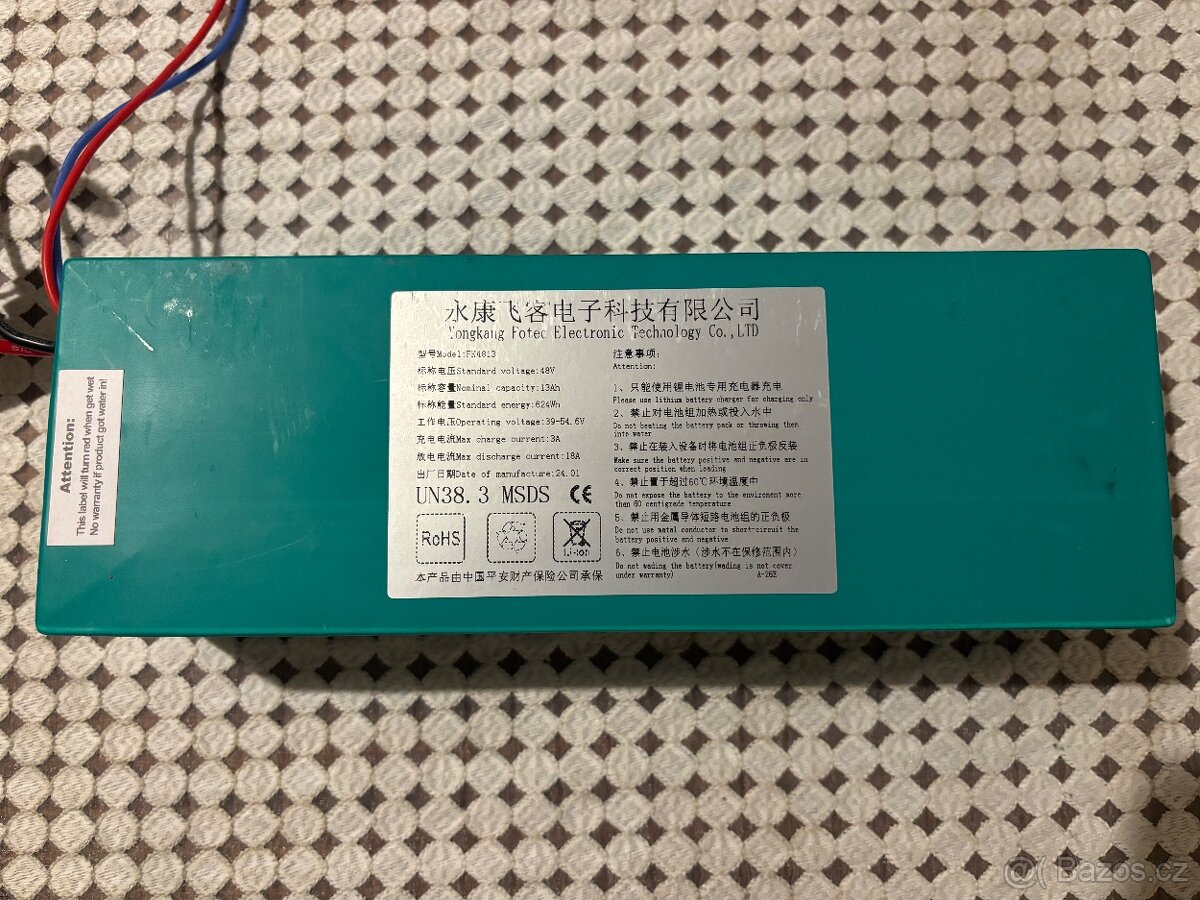 永康飞客电子科技有限公司
Yongkang Fotec Electronic Technology Co.,LTD
型号Model:FK4813
标称电压Standard voltage:48V
标称容量Nominal capacity:13Ah
标称能量Standard energy:624Wh
工作电压Operating voltage:39-54.6V
充电电流Max charge current:3A
放电电流Max discharge current:18A
出厂日期Date of manufacture:24.01
UN38.3 MSDS CE
RoHS
Li-ion
本产品由中国平安财产保险公司承保
注意事项:
Attention:
1、只能使用锂电池专用充电器充电
Please use lithium battery charger for charging only
2、禁止对电池组加热或投入水中
Do not beating the battery pack or throwing then
into water
3、禁止在装入设备时将电池组正负极反装
Make sure the battery positive and negative are in
correct position when loading
4、禁止置于超过60℃环境温度中
Do not expose the battery to the enviroment more
than 60 centigrade temperature
5、禁止用金属导体短路电池组的正负极
Do not use metal conductor to short-circuit the
battery positive and negative
6、禁止电池涉水（涉水不在保修范围内）
Do not wading the battery(wading is not cover
under warranty)
A-26E
Attention:
This label will turn red when get wet
No warranty if product got water in!
@( Bazos.cz